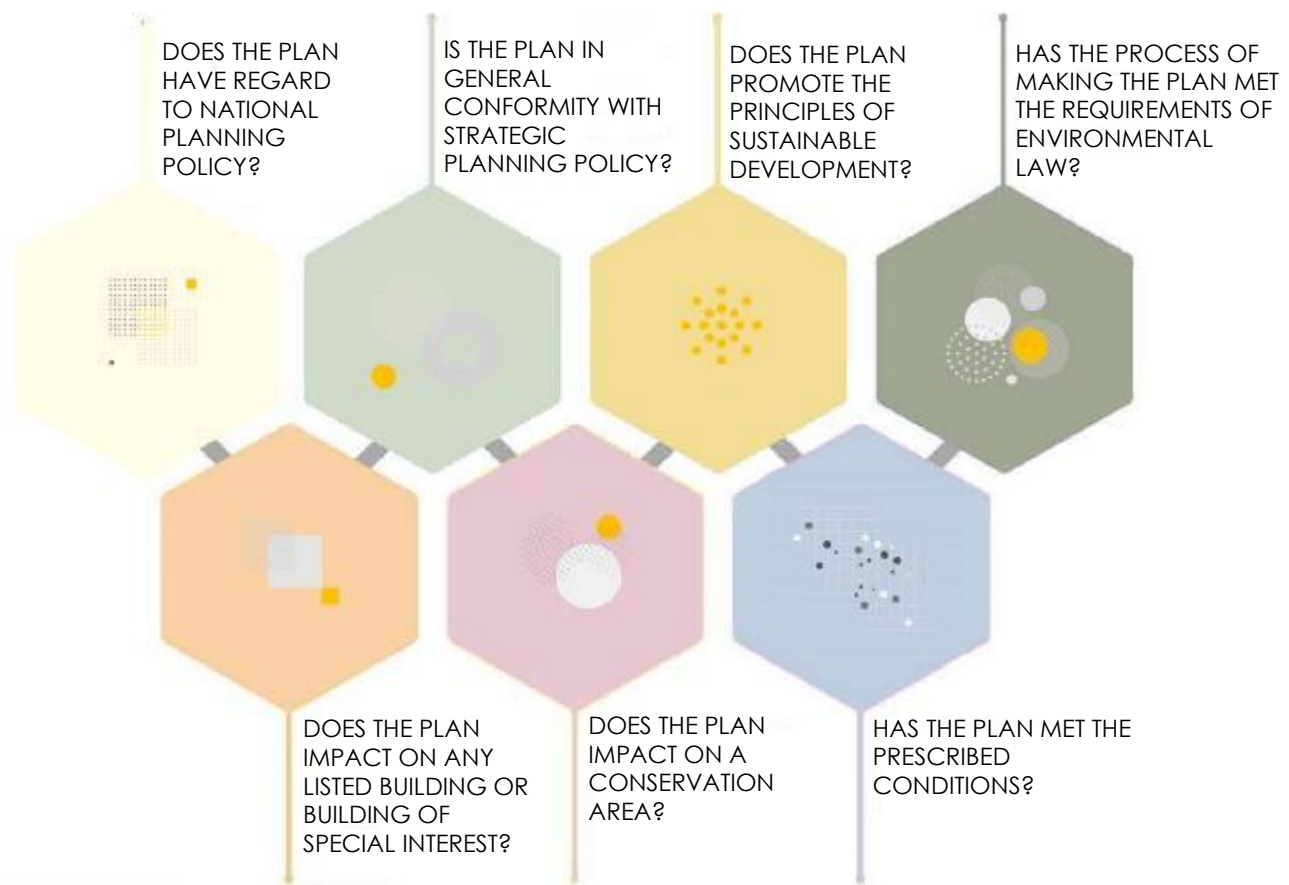 DOES THE PLAN
HAVE REGARD
TO NATIONAL
PLANNING
POLICY?
IS THE PLAN IN
GENERAL
CONFORMITY WITH
STRATEGIC
PLANNING POLICY?
DOES THE PLAN
PROMOTE THE
PRINCIPLES OF
SUSTAINABLE
DEVELOPMENT?
HAS THE PROCESS OF
MAKING THE PLAN MET
THE REQUIREMENTS OF
ENVIRONMENTAL
LAW?
DOES THE PLAN
IMPACT ON ANY
LISTED BUILDING OR
BUILDING OF
SPECIAL INTEREST?
DOES THE PLAN
IMPACT ON A
CONSERVATION
AREA?
HAS THE PLAN MET THE
PRESCRIBED
CONDITIONS?